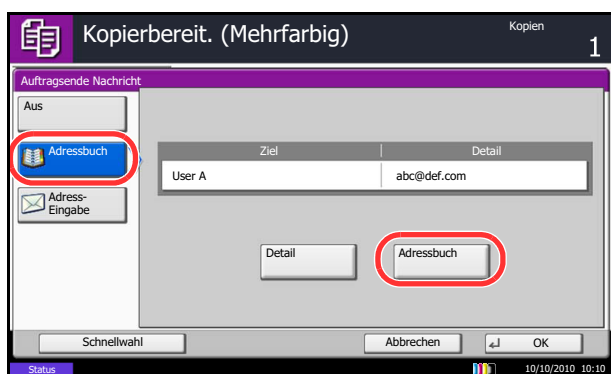 Kopierbereit. (Mehrfarbig)
Kopien
1
Auftragsende Nachricht
Aus
Adressbuch
Adress-
Eingabe
Ziel Detail
User A abc@def.com
Detail Adressbuch
Schnellwahl Abbrechen OK
Status 10/10/2010 10:10